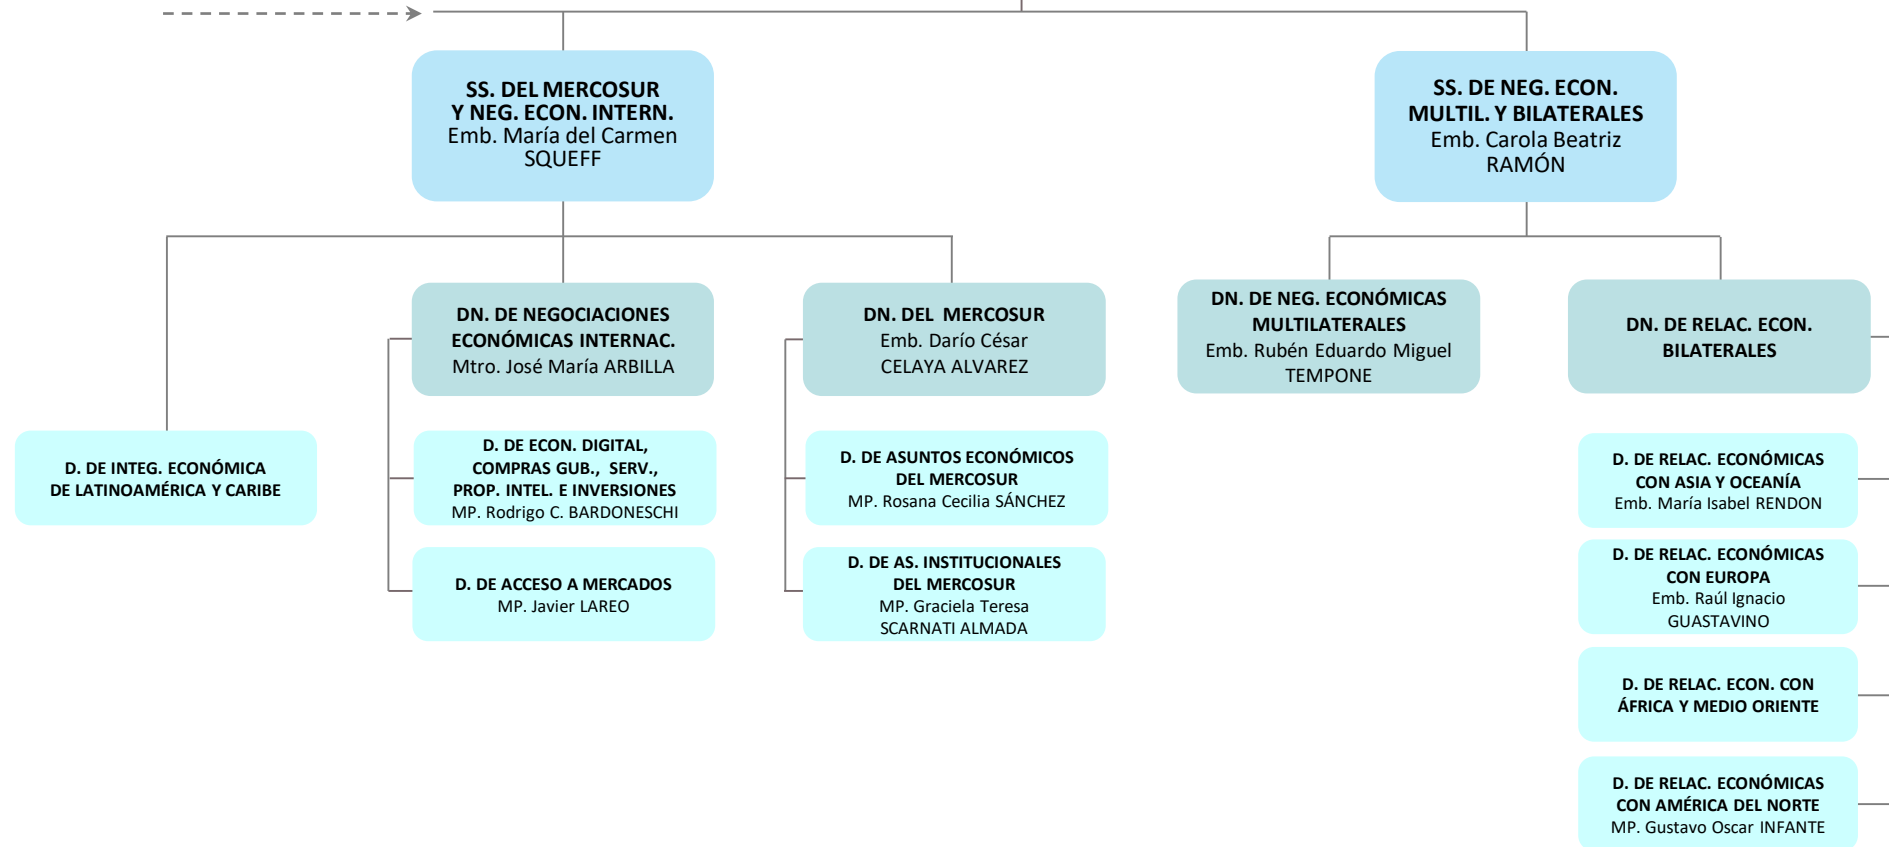 SS. DEL MERCOSUR
Y NEG. ECON. INTERN.
Emb. María del Carmen
SQUEFF
SS. DE NEG. ECON.
MULTIL. Y BILATERALES
Emb. Carola Beatriz
RAMÓN
DN. DE NEGOCIACIONES
ECONÓMICAS INTERNAC.
Mtro. José María ARBILLA
DN. DEL MERCOSUR
Emb. Darío César
CELAYA ALVAREZ
DN. DE NEG. ECONÓMICAS
MULTILATERALES
Emb. Rubén Eduardo Miguel
TEMPONE
DN. DE RELAC. ECON.
BILATERALES
D. DE INTEG. ECONÓMICA
DE LATINOAMÉRICA Y CARIBE
D. DE ECON. DIGITAL,
COMPRAS GUB., SERV.,
PROP. INTEL. E INVERSIONES
MP. Rodrigo C. BARDONESCHI
D. DE ASUNTOS ECONÓMICOS
DEL MERCOSUR
MP. Rosana Cecilia SÁNCHEZ
D. DE RELAC. ECONÓMICAS
CON ASIA Y OCEANÍA
Emb. María Isabel RENDON
D. DE ACCESO A MERCADOS
MP. Javier LAREO
D. DE AS. INSTITUCIONALES
DEL MERCOSUR
MP. Graciela Teresa
SCARNATI ALMADA
D. DE RELAC. ECONÓMICAS
CON EUROPA
Emb. Raúl Ignacio
GUASTAVINO
D. DE RELAC. ECON. CON
ÁFRICA Y MEDIO ORIENTE
D. DE RELAC. ECONÓMICAS
CON AMÉRICA DEL NORTE
MP. Gustavo Oscar INFANTE